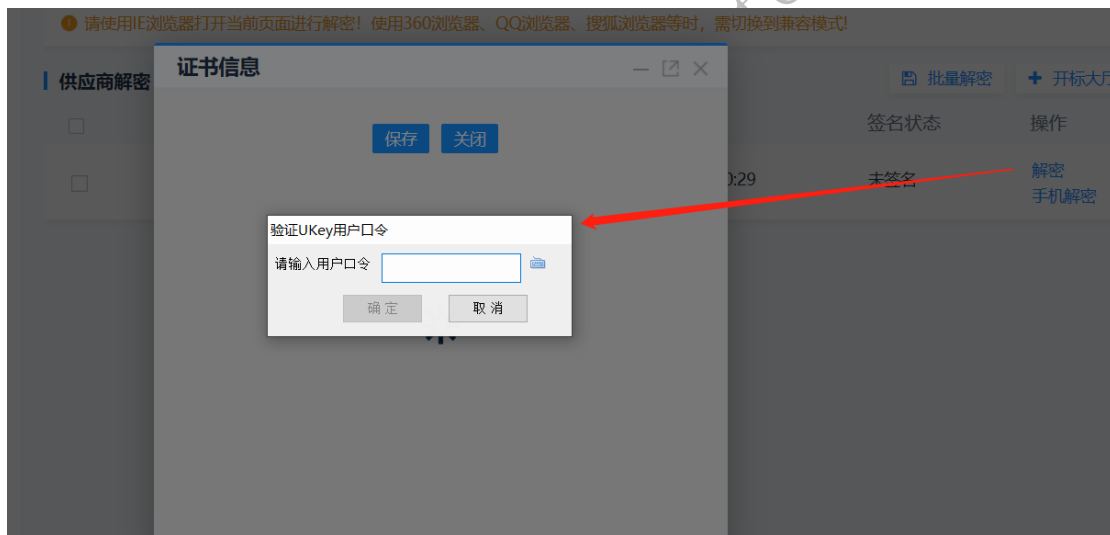 请使用IE浏览器打开当前页面进行解密！使用360浏览器、QQ浏览器、搜狐浏览器等时，需切换到兼容模式!
证书信息
供应商解密
批量解密
开标大厅
保存 关闭
签名状态 操作
0:29 未签名 解密
手机解密
验证UKey用户口令
请输入用户口令
确定 取消